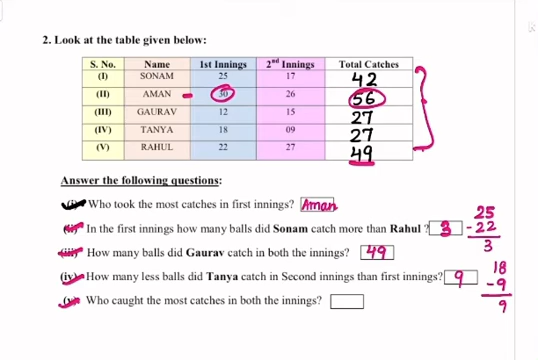 2. Look at the table given below:
S. No. Name 1st Innings 2nd Innings Total Catches
(I) SONAM 25 17 42
(II) AMAN 30 26 56
(III) GAURAV 12 15 27
(IV) TANYA 18 09 27
(V) RAHUL 22 27 49
Answer the following questions:
(i) Who took the most catches in first innings? Aman
(ii) In the first innings how many balls did Sonam catch more than Rahul ? 3
25
- 22
3
(iii) How many balls did Gaurav catch in both the innings? 49
(iv) How many less balls did Tanya catch in Second innings than first innings? 9
18
- 9
9
(v) Who caught the most catches in both the innings?